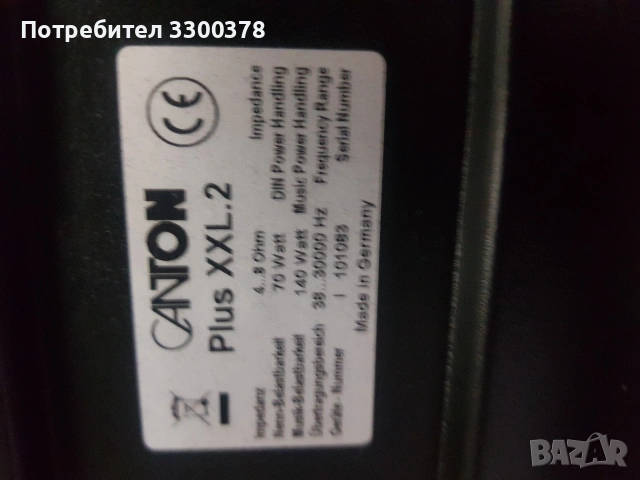 Потребител 3300378
CE
CANTON
Plus XXL.2
Impedanz 4...8 Ohm Impedance
Nenn-Belastbarkeit 70 Watt DIN Power Handling
Musik-Belastbarkeit 140 Watt Music Power Handling
Übertragungsbereich 38...30000 Hz Frequency Range
Geräte - Nummer I 101083 Serial Number
Made in Germany
BAZAR